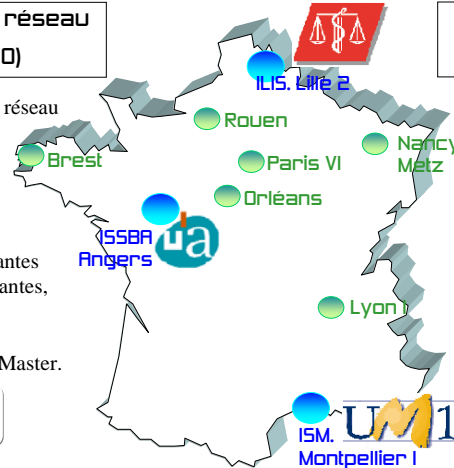 réseau
0)
réseau
ILIS. Lille 2
Rouen
Nancy
Metz
Brest
Paris VI
Orléans
ISSBA
Angers
ua
antes
antes,
Lyon I
Master.
ISM.
Montpellier I
UM1